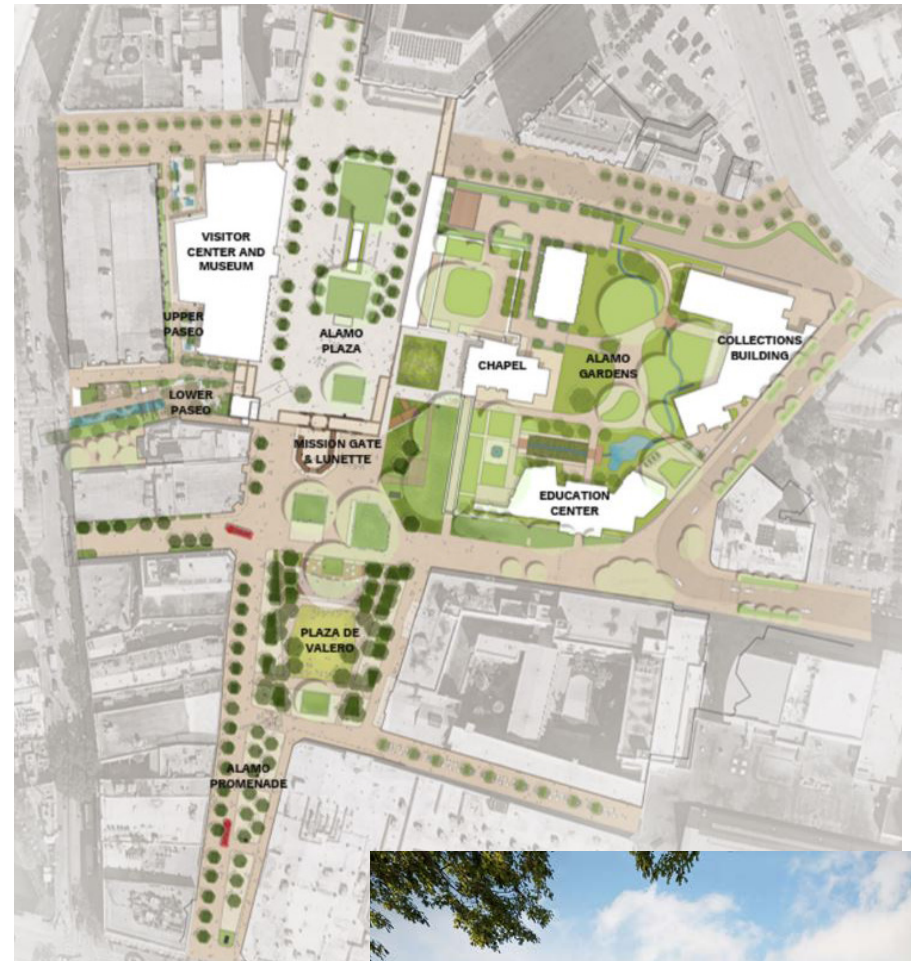 VISITOR
CENTER AND
MUSEUM
UPPER
PASEO
ALAMO
PLAZA
COLLECTIONS
BUILDING
CHAPEL
ALAMO
GARDENS
LOWER
PASEO
MISSION GATE
& LUNETTE
EDUCATION
CENTER
PLAZA DE
VALERO
ALAMO
PROMENADE